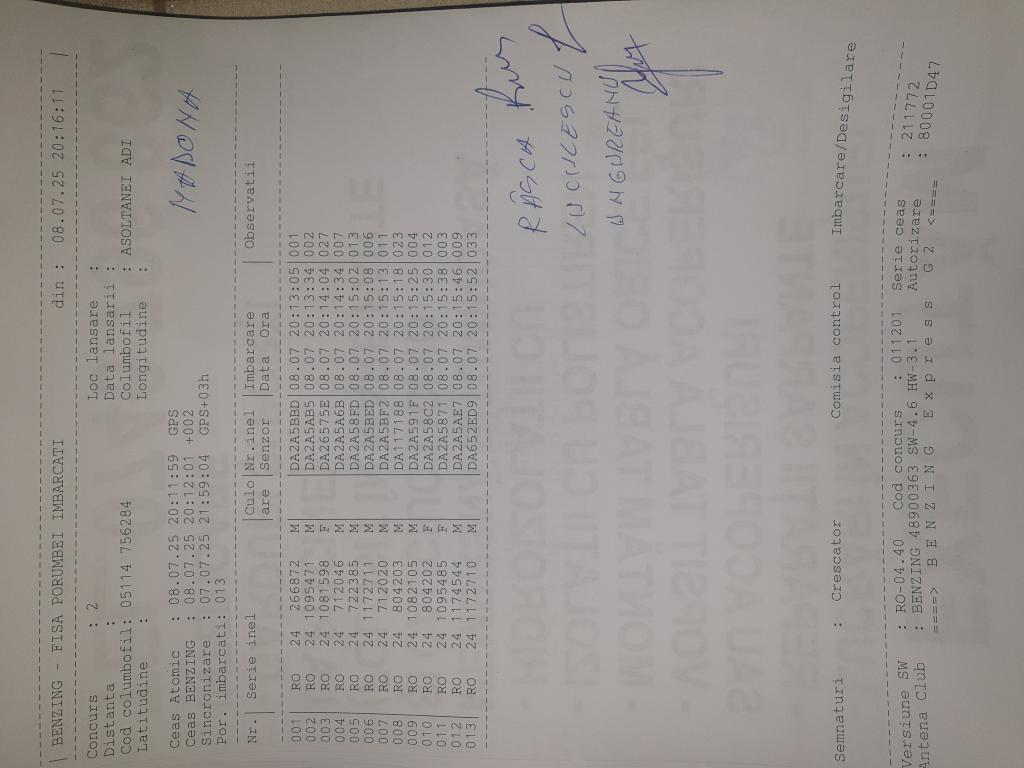 | BENZING - FISA PORUMBEI IMBARCATI din : 08.07.25 20:16:11 |
Concurs : 2 Loc lansare :
Distanta : Data lansarii :
Cod columbofil: 05114 756284 Columbofil : ASOLTANEI ADI
Latitudine : Longitudine :
MADONA
Ceas Atomic : 08.07.25 20:11:59 GPS
Ceas BENZING : 08.07.25 20:12:01 +002
Sincronizare : 07.07.25 21:59:04 GPS+03h
Por. imbarcati: 013
Nr. | Serie inel |Culo|Nr.inel |Imbarcare | Observatii
|are |Senzor |Data Ora |
001| RO 24 266872 M |DA2A5BBD|08.07 20:13:05|001
002| RO 24 1095471 M |DA2A5AB5|08.07 20:13:34|002
003| RO 24 1081598 F |DA26575E|08.07 20:14:04|027
004| RO 24 712046 M |DA2A5A6B|08.07 20:14:34|007
005| RO 24 722385 M |DA2A58FD|08.07 20:15:02|013
006| RO 24 1172711 M |DA2A5BED|08.07 20:15:08|006
007| RO 24 712020 M |DA2A5BF2|08.07 20:15:13|011
008| RO 24 804203 M |DA117188|08.07 20:15:18|023
009| RO 24 1082105 M |DA2A591F|08.07 20:15:25|004
010| RO 24 804202 F |DA2A58C2|08.07 20:15:30|012
011| RO 24 1095485 F |DA2A5871|08.07 20:15:38|003
012| RO 24 1174544 M |DA2A5AE7|08.07 20:15:46|009
013| RO 24 1172710 M |DA652ED9|08.07 20:15:52|033
RÂȘCA
LUCULESCU
UNGUREANU
Semnaturi : Crescator Comisia control Imbarcare/Desigilare
Versiune SW : RO-04.40 Cod concurs : 011201 Serie ceas : 211772
Antena Club : BENZING 48900363 SW-4.6 HW-3.1 Autorizare : 80001D47
====> B E N Z I N G E x p r e s s G 2 <====